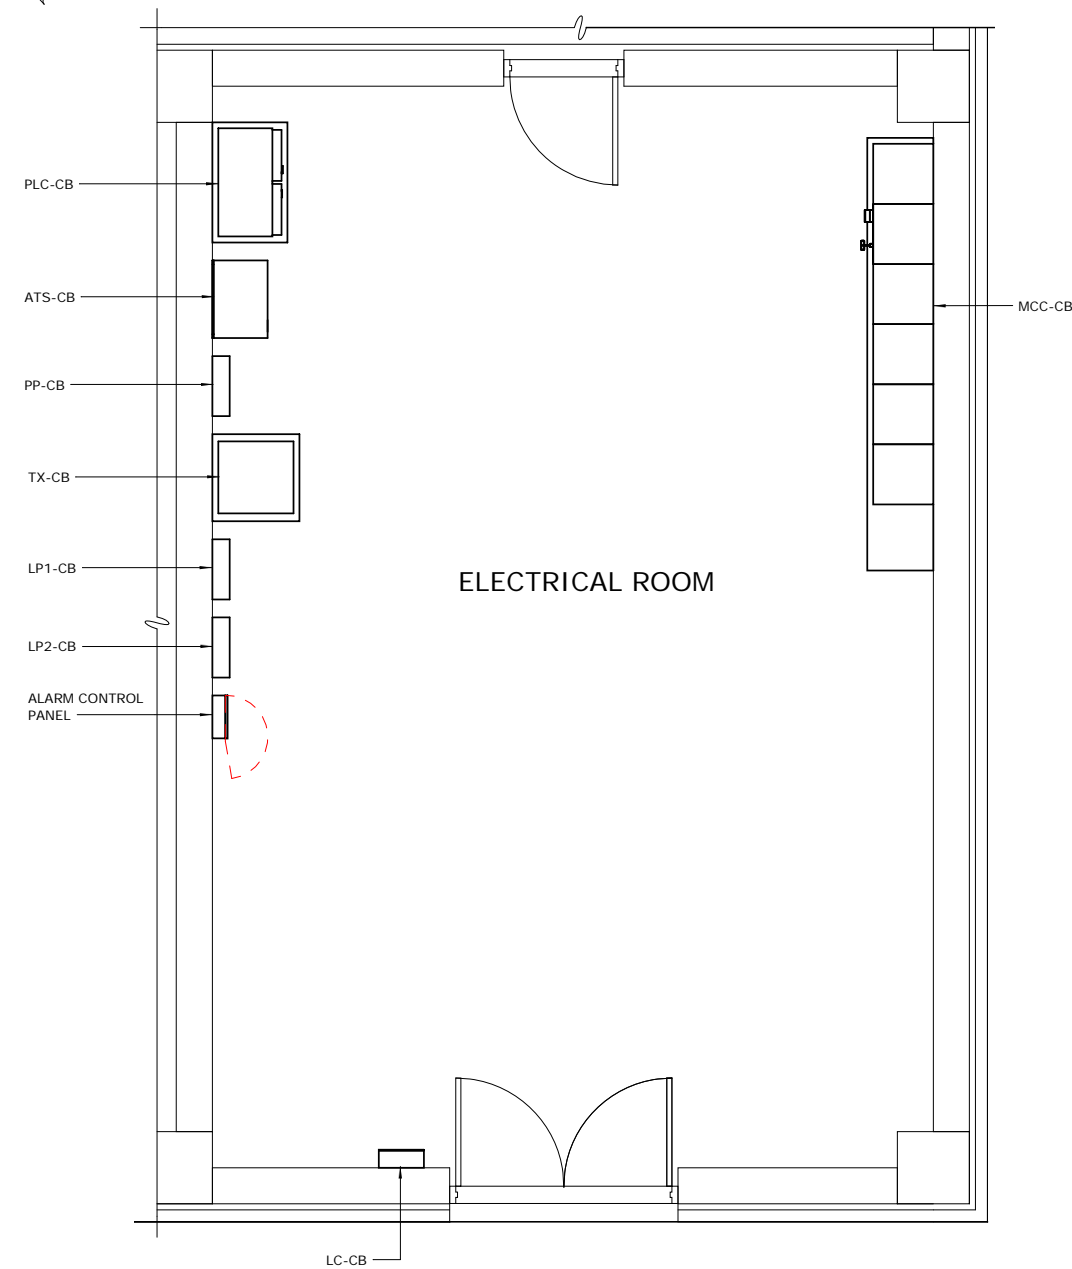 PLC-CB
ATS-CB
MCC-CB
PP-CB
TX-CB
LP1-CB
ELECTRICAL ROOM
LP2-CB
ALARM CONTROL
PANEL
LC-CB